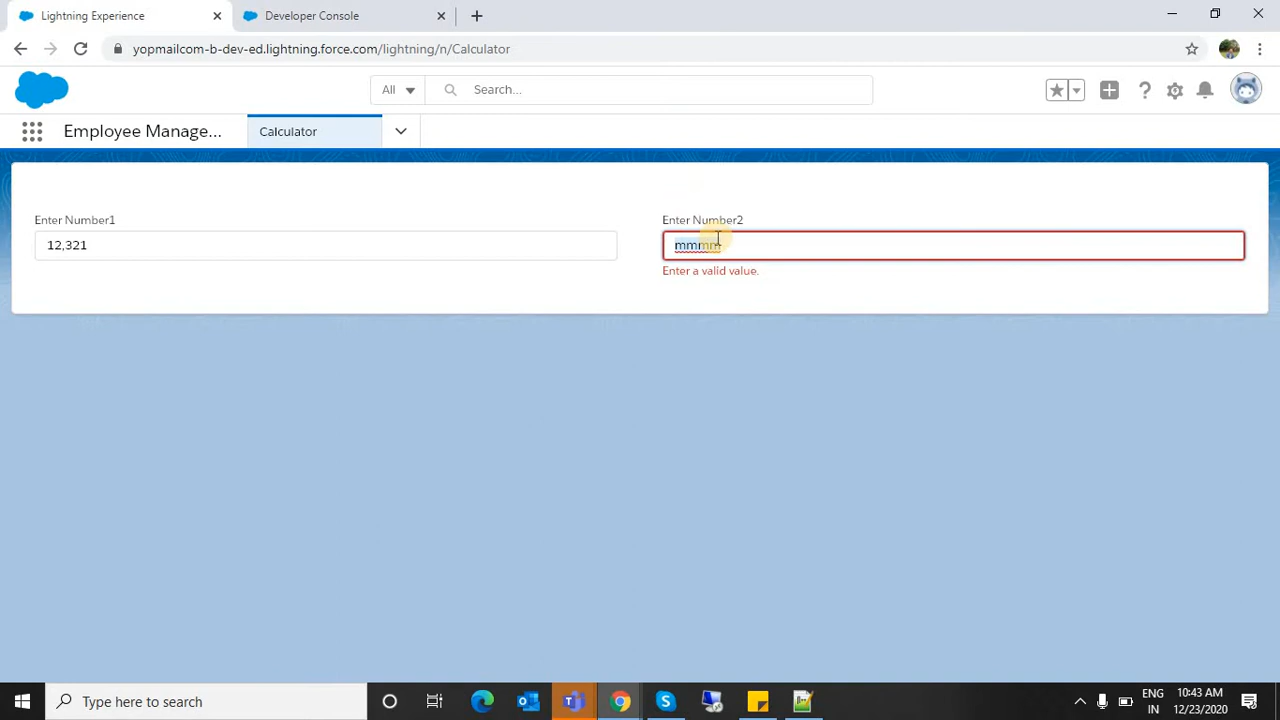 Lightning Experience
Developer Console
yopmailcom-b-dev-ed.lightning.force.com/lightning/n/Calculator
All
Search...
Employee Manage...
Calculator
Enter Number1
Enter Number2
12,321
mmmm
Enter a valid value.
Type here to search
ENG
IN
10:43 AM
12/23/2020